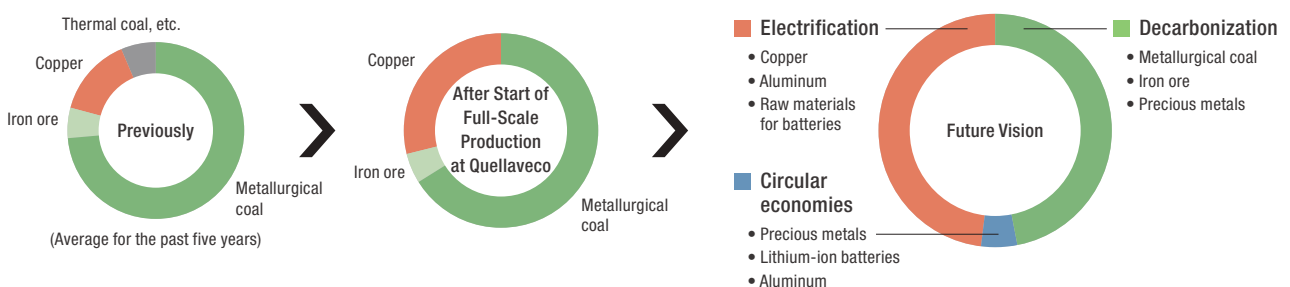 Thermal coal, etc.
Copper
Iron ore
Previously
Metallurgical
coal
(Average for the past five years)
Copper
Iron ore
After Start of
Full-Scale
Production
at Quellaveco
Metallurgical
coal
Electrification
• Copper
• Aluminum
• Raw materials
for batteries
Circular
economies
• Precious metals
• Lithium-ion batteries
• Aluminum
Future Vision
Decarbonization
• Metallurgical coal
• Iron ore
• Precious metals